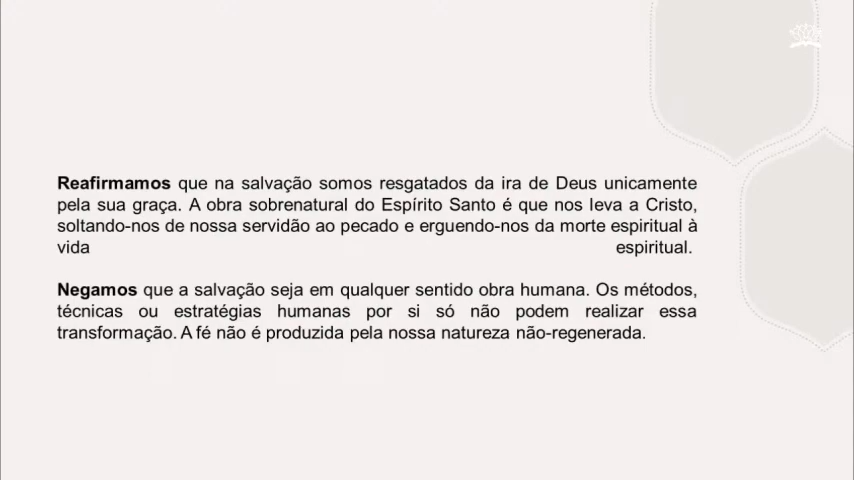 Reafirmamos que na salvação somos resgatados da ira de Deus unicamente
pela sua graça. A obra sobrenatural do Espírito Santo é que nos leva a Cristo,
soltando-nos de nossa servidão ao pecado e erguendo-nos da morte espiritual à
vida espiritual.
Negamos que a salvação seja em qualquer sentido obra humana. Os métodos,
técnicas ou estratégias humanas por si só não podem realizar essa
transformação. A fé não é produzida pela nossa natureza não-regenerada.